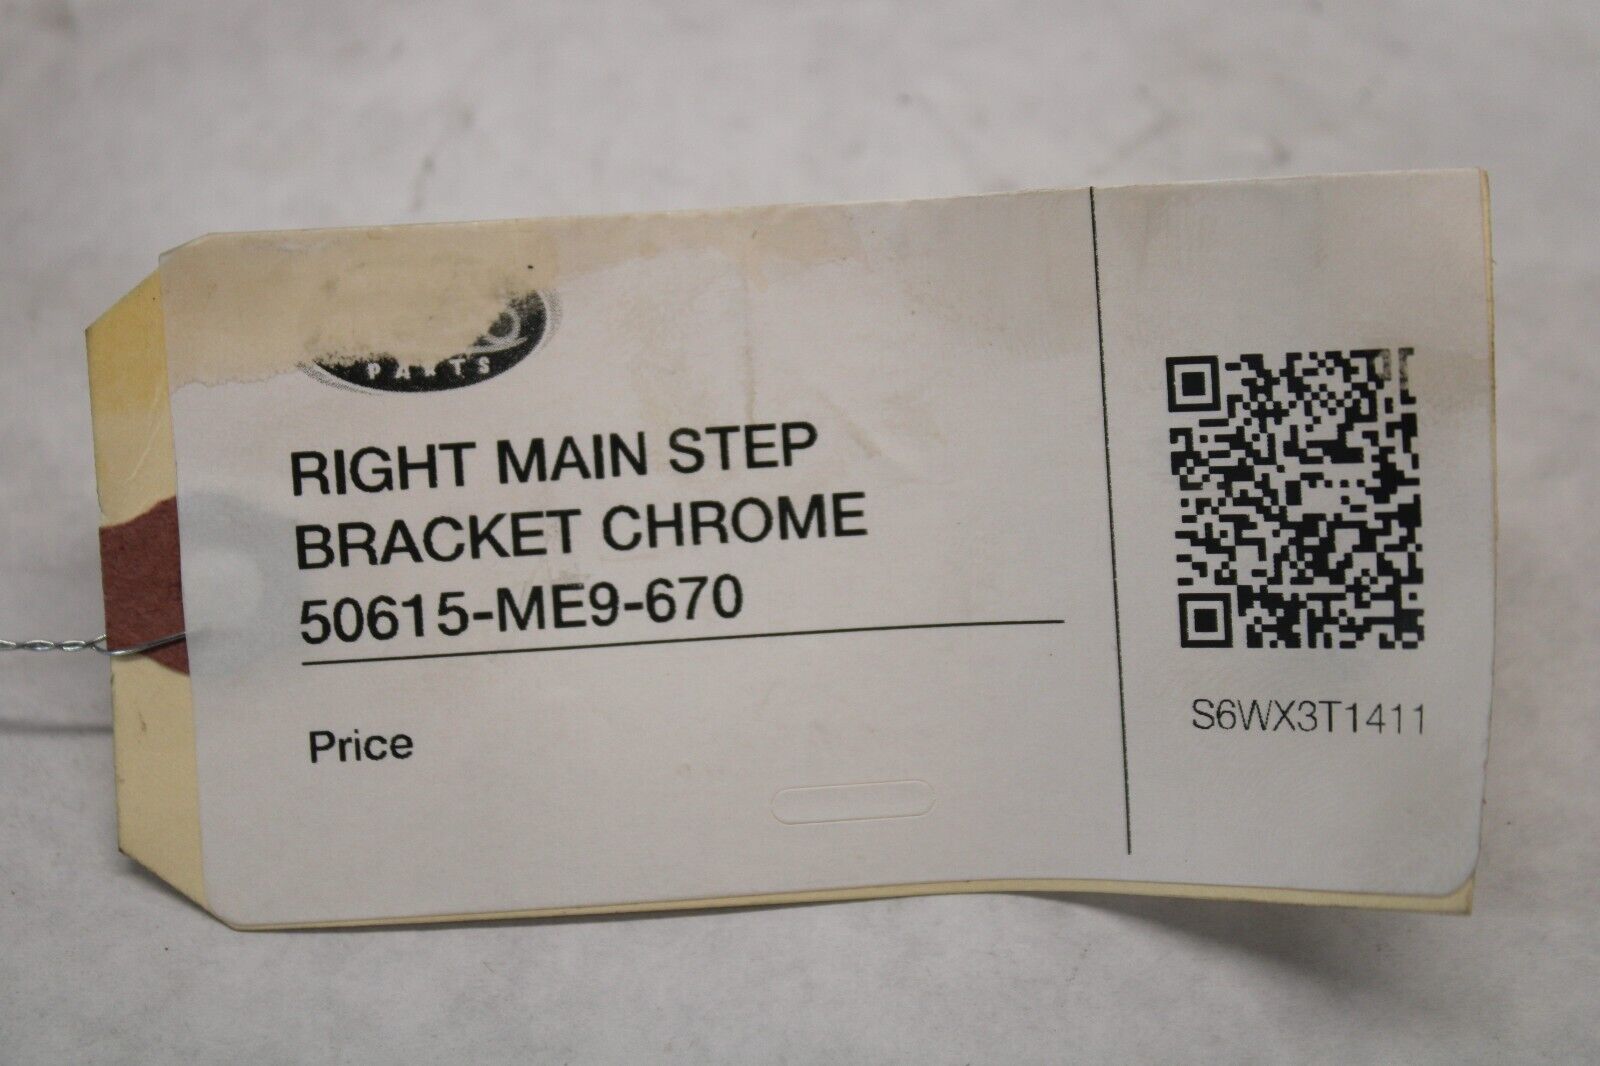 PARTS
RIGHT MAIN STEP
BRACKET CHROME
50615-ME9-670
Price
S6WX3T1411